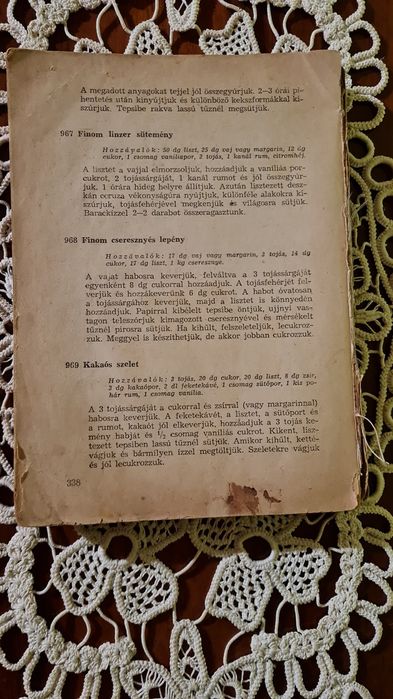 A megadott anyagokat tejjel jól összegyúrjuk. 2—3 órai pi-
hentetés után kinyújtjuk és különböző kekszformákkal ki-
szúrjuk. Tepsibe rakva lassú tűznél megsütjük.
967 Finom linzer sütemény
Hozzávalók: 50 dg liszt, 25 dg vaj vagy margarin, 12 dg
cukor, 1 csomag vaniliapor, 2 tojás, 1 kanál rum, citromhéj.
A lisztet a vajjal elmorzsoljuk, hozzáadjuk a vaníliás por-
cukrot, 2 tojássárgáját, 1 kanál rumot és jól összegyúr-
juk, 1 órára hideg helyre állítjuk. Azután lisztezett desz-
kán ceruza vékonyságúra nyújtjuk, különféle alakokra ki-
szúrjuk, tojásfehérjével megkenjük és világosra sütjük.
Barackízzel 2—2 darabot összeragasztunk.
968 Finom cseresznyés lepény
Hozzávalók: 17 dg vaj vagy margarin, 3 tojás, 14 dg
cukor, 17 dg liszt, 1 kg cseresznye.
A vajat habosra keverjük, felváltva a 3 tojássárgáját
egyenként 8 dg cukorral hozzáadjuk. A tojásfehérjét fel-
verjük és hozzákeverünk 6 dg cukrot. A habot óvatosan
a tojássárgához keverjük, majd a lisztet is könnyedén
hozzáadjuk. Papírral kibélelt tepsibe öntjük, ujjnyi vas-
tagon teleszórjuk kimagozott cseresznyével és mérsékelt
tűznél pirosra sütjük. Ha kihűlt, felszeleteljük, lecukroz-
zuk. Meggyel is készíthetjük, de akkor jobban cukrozzuk.
969 Kakaós szelet
Hozzávalók: 3 tojás, 20 dg cukor, 20 dg liszt, 8 dg zsír,
2 dg kakaópor, 2 dl feketekávé, 1 csomag sütőpor, 1 kis po-
hár rum, 1 csomag vanilia.
A 3 tojássárgáját a cukorral és zsírral (vagy margarinnal)
habosra keverjük. A feketekávét, a lisztet, a sütőport és
a rumot, kakaót jól elkeverjük, hozzáadjuk a 3 tojás ke-
mény habját és 1/2 csomag vaníliás cukrot. Kikent, liszte-
zett tepsiben lassú tűznél sütjük. Amikor kihűlt, ketté-
vágjuk és bármilyen ízzel megtöltjük. Szeletekre vágjuk
és jól lecukrozzuk.
338